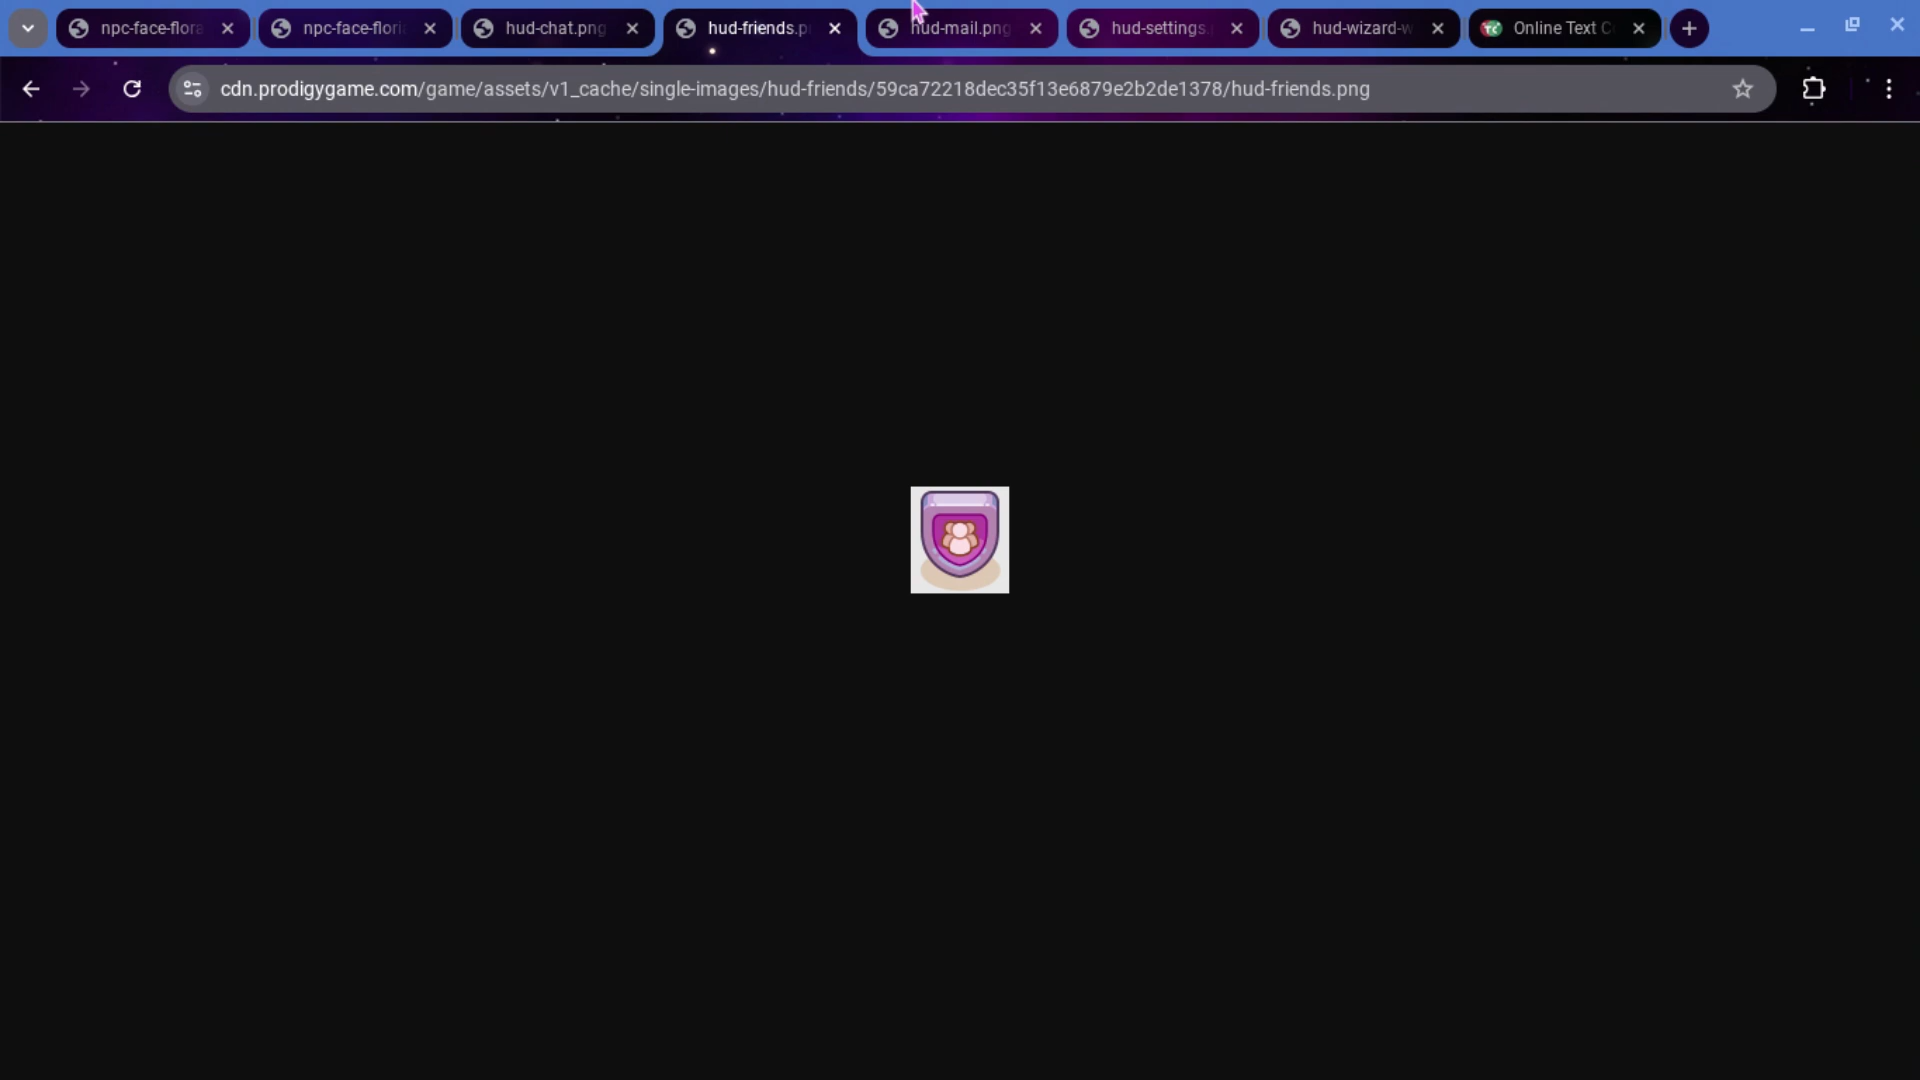 npc-face-flora
npc-face-flori
hud-chat.png
hud-friends.p
hud-mail.png
hud-settings.
hud-wizard-w
Online Text C
cdn.prodigygame.com/game/assets/v1_cache/single-images/hud-friends/59ca72218dec35f13e6879e2b2de1378/hud-friends.png